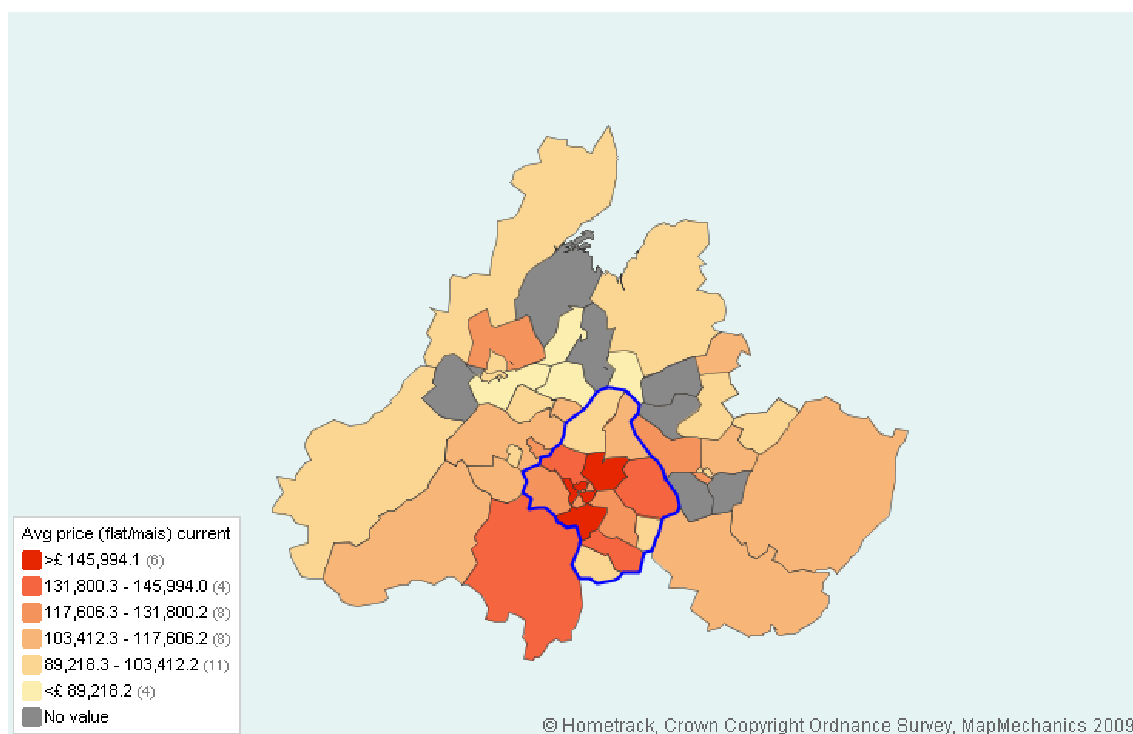 Avg price (flat/mais) current
>£ 145,994.1 (6)
131,800.3 - 145,994.0 (4)
117,606.3 - 131,800.2 (8)
103,412.3 - 117,606.2 (8)
89,218.3 - 103,412.2 (11)
<£ 89,218.2 (4)
No value
© Hometrack, Crown Copyright Ordnance Survey, MapMechanics 2009